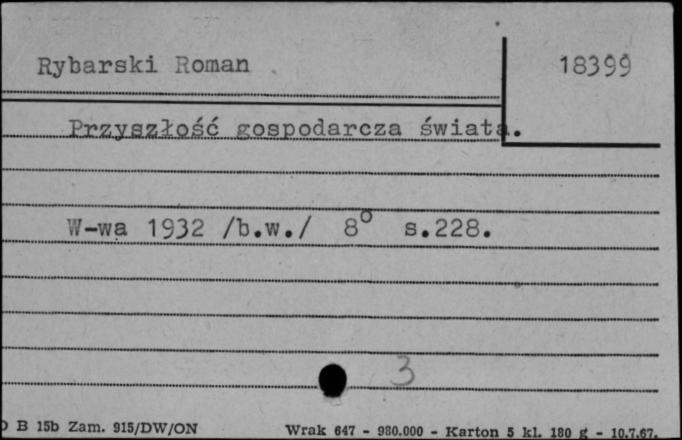 Rybarski Roman
18399
Przyszłość gospodarcza świata.
W-wa 1932 /b.w./ 8° s.228.
3
B 15b Zam. 915/DW/ON
Wrak 647 - 980.000 - Karton 5 kl. 180 g - 10.7.67.